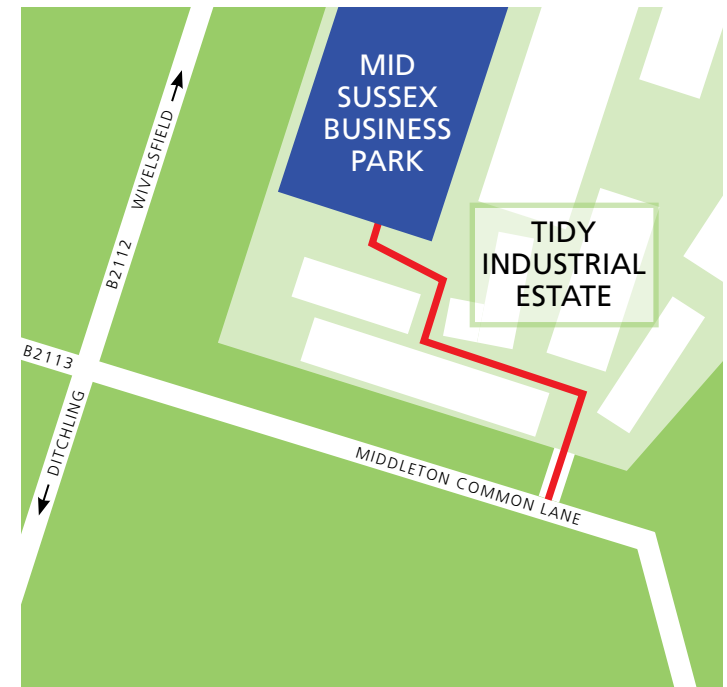 MID
SUSSEX
BUSINESS
PARK
WIVELSFIELD
B2112
TIDY
INDUSTRIAL
ESTATE
B2113
DITCHLING
MIDDLETON COMMON LANE